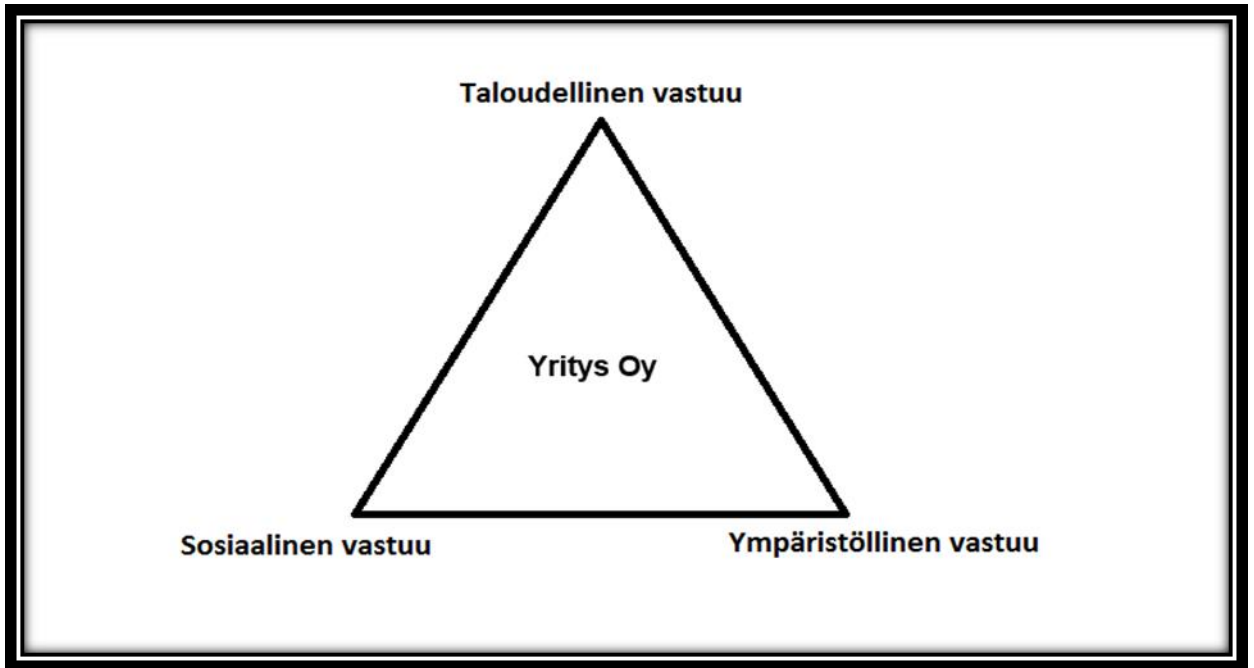 Taloudellinen vastuu
Yritys Oy
Sosiaalinen vastuu
Ympäristöllinen vastuu